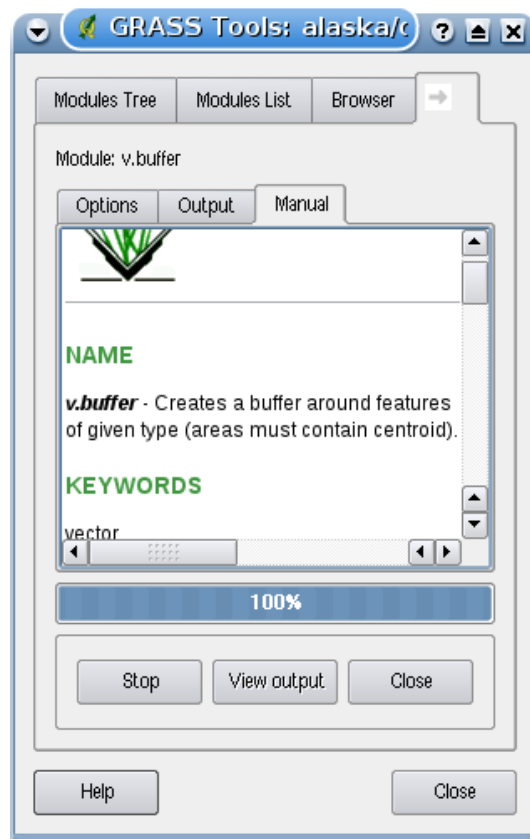 GRASS Tools: alaska/
Modules Tree
Modules List
Browser
Module: v.buffer
Options
Output
Manual
NAME
v.buffer - Creates a buffer around features
of given type (areas must contain centroid).
KEYWORDS
vector
100%
Stop
View output
Close
Help
Close